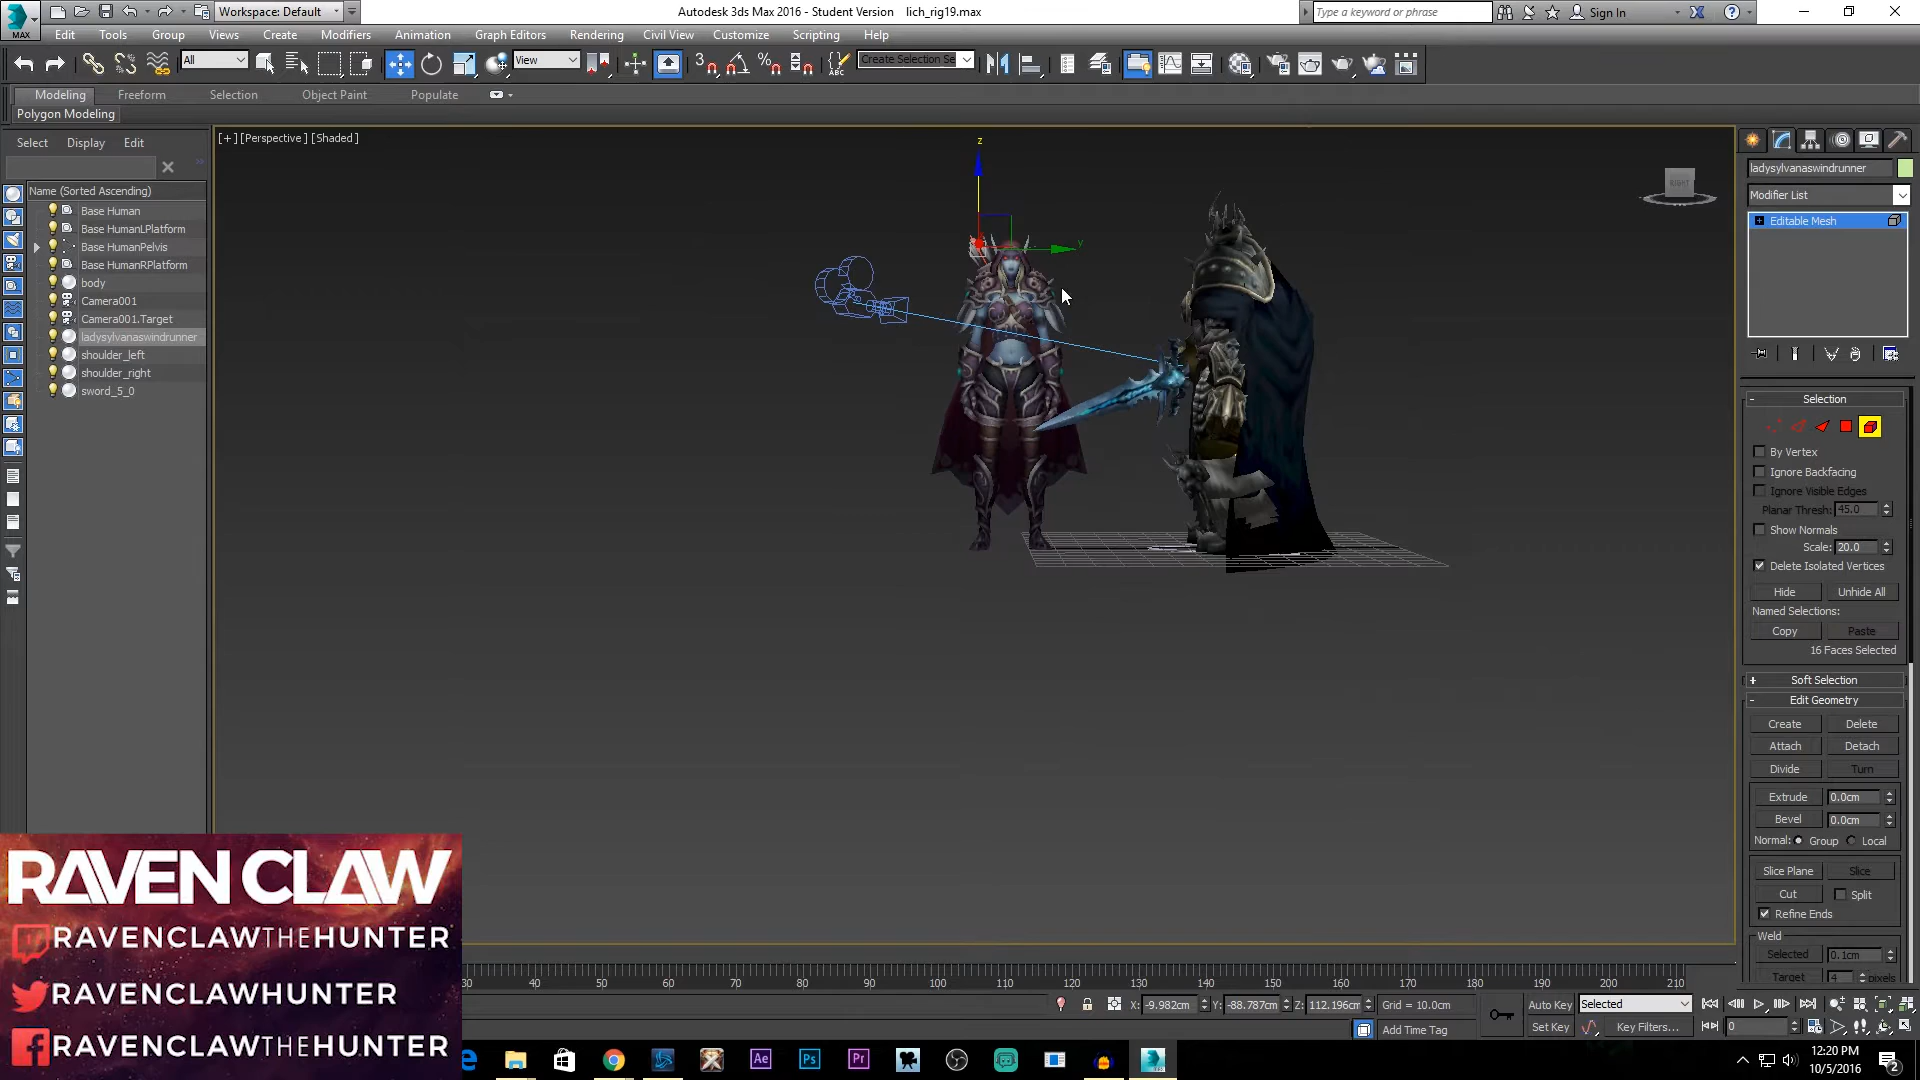 MAX
Workspace: Default
Autodesk 3ds Max 2016 - Student Version lich_rig19.max
Type a keyword or phrase
Sign In
Edit Tools Group Views Create Modifiers Animation Graph Editors Rendering Civil View Customize Scripting Help
All
View
Create Selection Se
Modeling Freeform Selection Object Paint Populate
Polygon Modeling
Select Display Edit
Name (Sorted Ascending)
Base Human
Base HumanLPlatform
Base HumanPelvis
Base HumanRPlatform
body
Camera001
Camera001.Target
ladysylvanaswindrunner
shoulder_left
shoulder_right
sword_5_0
[+] [Perspective] [Shaded]
z
y
RIGHT
ladysylvanaswindrunner
Modifier List
Editable Mesh
- Selection
By Vertex
Ignore Backfacing
Ignore Visible Edges
Planar Thresh: 45.0
Show Normals
Scale: 20.0
Delete Isolated Vertices
Hide Unhide All
Named Selections:
Copy Paste
16 Faces Selected
+ Soft Selection
- Edit Geometry
Create Delete
Attach Detach
Divide Turn
Extrude 0.0cm
Bevel 0.0cm
Normal: Group Local
Slice Plane Slice
Cut Split
Refine Ends
Weld
Selected 0.1cm
Target 4 pixels
RAVEN CLAW
RAVENCLAWTHEHUNTER
RAVENCLAWHUNTER
RAVENCLAWTHEHUNTER
30 40 50 60 70 80 90 100 110 120 130 140 150 160 170 180 190 200 210
X: -9.982cm Y: -88.787cm Z: 112.196cm Grid = 10.0cm
Add Time Tag
Auto Key Selected
Set Key Key Filters...
0
Ae Ps Pr
12:20 PM
10/5/2016
2